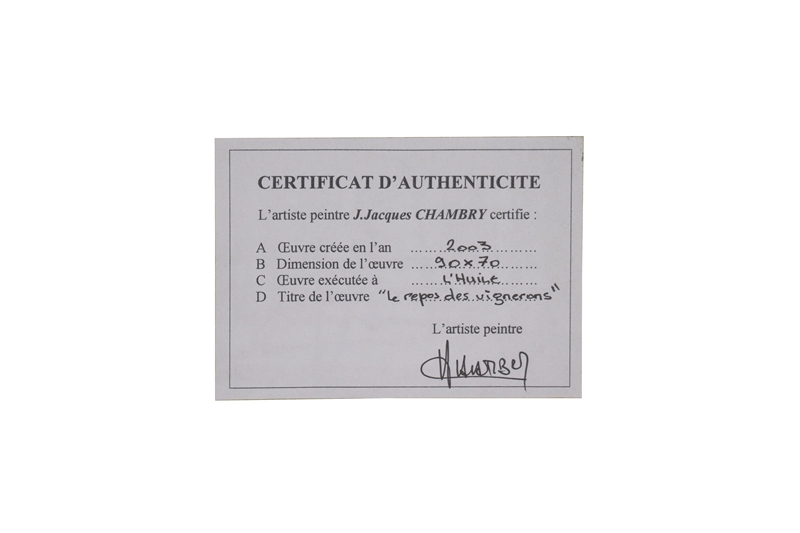 CERTIFICAT D'AUTHENTICITE
L'artiste peintre J.Jacques CHAMBRY certifie :
A Œuvre créée en l'an 2003
B Dimension de l'œuvre 90x70
C Œuvre exécutée à L'Huile
D Titre de l'œuvre "Le repos des vignerons"
L'artiste peintre
CHAMBRY